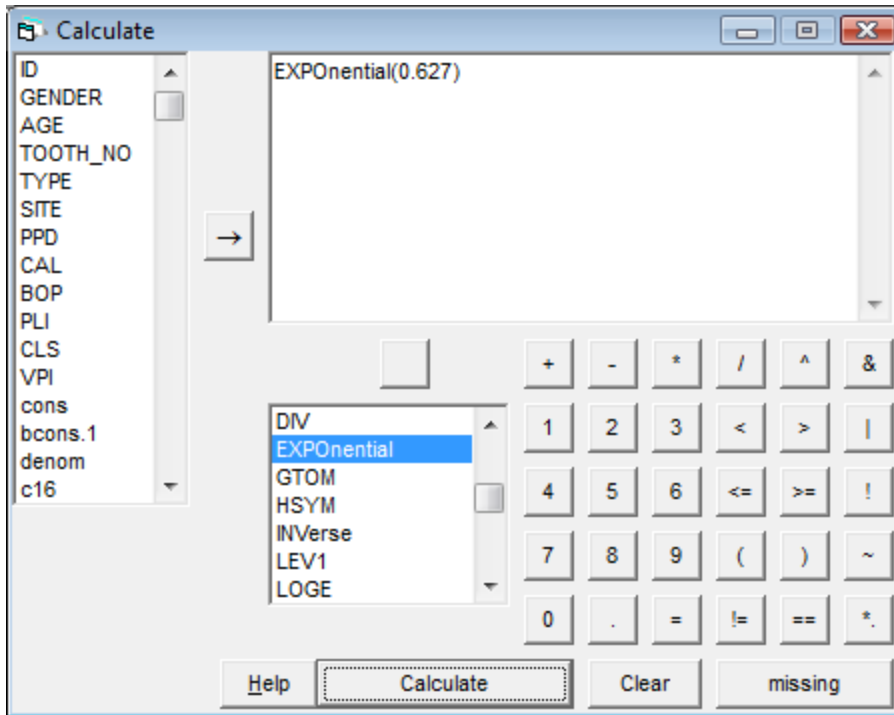 Calculate
ID
GENDER
AGE
TOOTH_NO
TYPE
SITE
PPD
CAL
BOP
PLI
CLS
VPI
cons
bcons.1
denom
c16
→
EXPOnential(0.627)
+ - * / ^ &
DIV
EXPOnential
GTOM
HSYM
INVerse
LEV1
LOGE
1 2 3 < > |
4 5 6 <= >= !
7 8 9 ( ) ~
0 . = != == *.
Help Calculate Clear missing